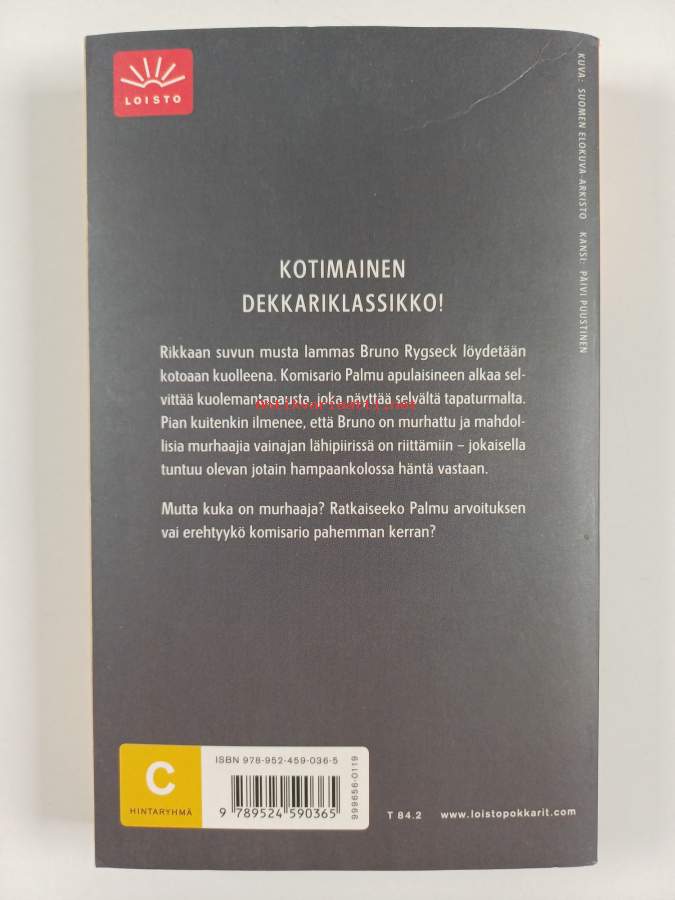 LOISTO
KUVA: SUOMEN ELOKUVA-ARKISTO KANSI: PÄIVI PUUSTINEN
KOTIMAINEN
DEKKARIKLASSIKKO!
Rikkaan suvun musta lammas Bruno Rygseck löydetään
kotoaan kuolleena. Komisario Palmu apulaisineen alkaa sel-
vittää kuolemantapausta, joka näyttää selvältä tapaturmalta.
Pian kuitenkin ilmenee, että Bruno on murhattu ja mahdol-
lisia murhaajia vainajan lähipiirissä on riittämiin – jokaisella
tuntuu olevan jotain hampaankolossa häntä vastaan.
Mutta kuka on murhaaja? Ratkaiseeko Palmu arvoituksen
vai erehtyykö komisario pahemman kerran?
C
HINTARYHMÄ
ISBN 978-952-459-036-5
9 789524 590365
999656-0119
T 84.2 www.loistopokkarit.com